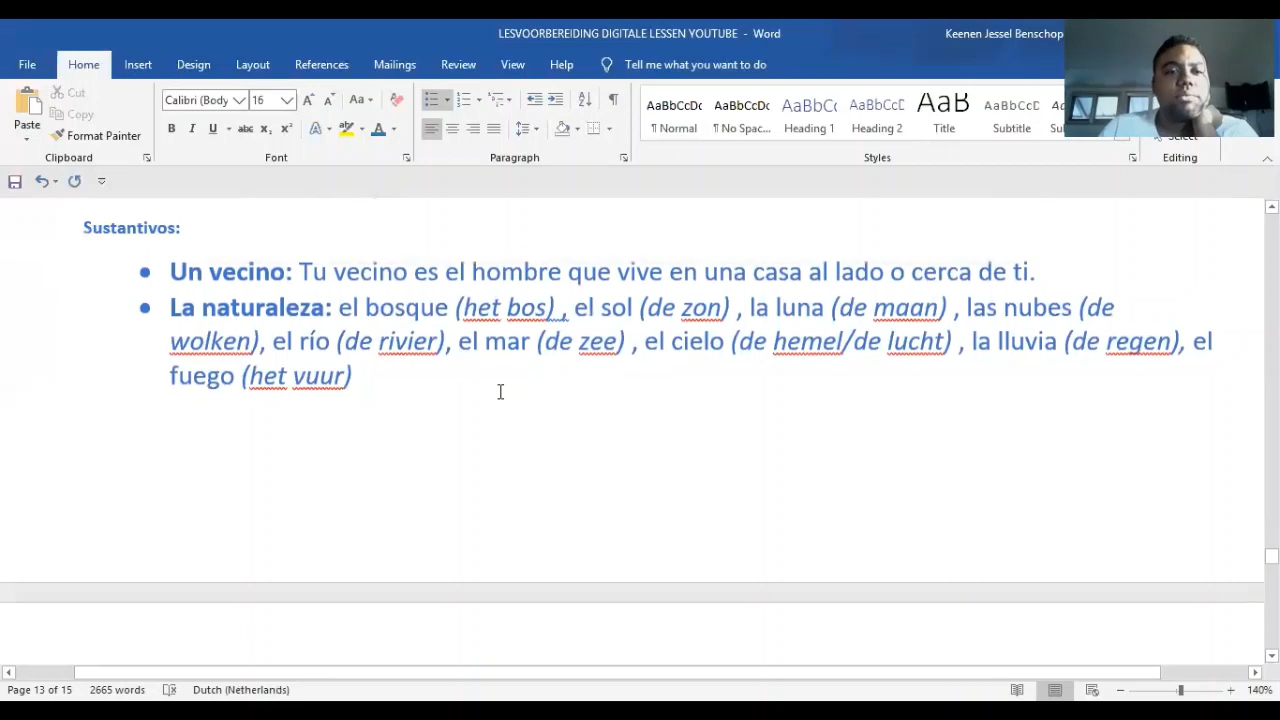 LESVOORBEREIDING DIGITALE LESSEN YOUTUBE - Word
Keenen Jessel Benschop
File Home Insert Design Layout References Mailings Review View Help Tell me what you want to do
Paste
Cut
Copy
Format Painter
Calibri (Body 16
AaBbCcDc AaBbCcDc AaBbCc AaBbCcD AaB AaBbCcD
¶ Normal ¶ No Spac... Heading 1 Heading 2 Title Subtitle
Clipboard Font Paragraph Styles Editing
Sustantivos:
● Un vecino: Tu vecino es el hombre que vive en una casa al lado o cerca de ti.
● La naturaleza: el bosque (het bos) , el sol (de zon) , la luna (de maan) , las nubes (de
wolken), el río (de rivier), el mar (de zee) , el cielo (de hemel/de lucht) , la lluvia (de regen), el
fuego (het vuur)
Page 13 of 15 2665 words Dutch (Netherlands) 140%